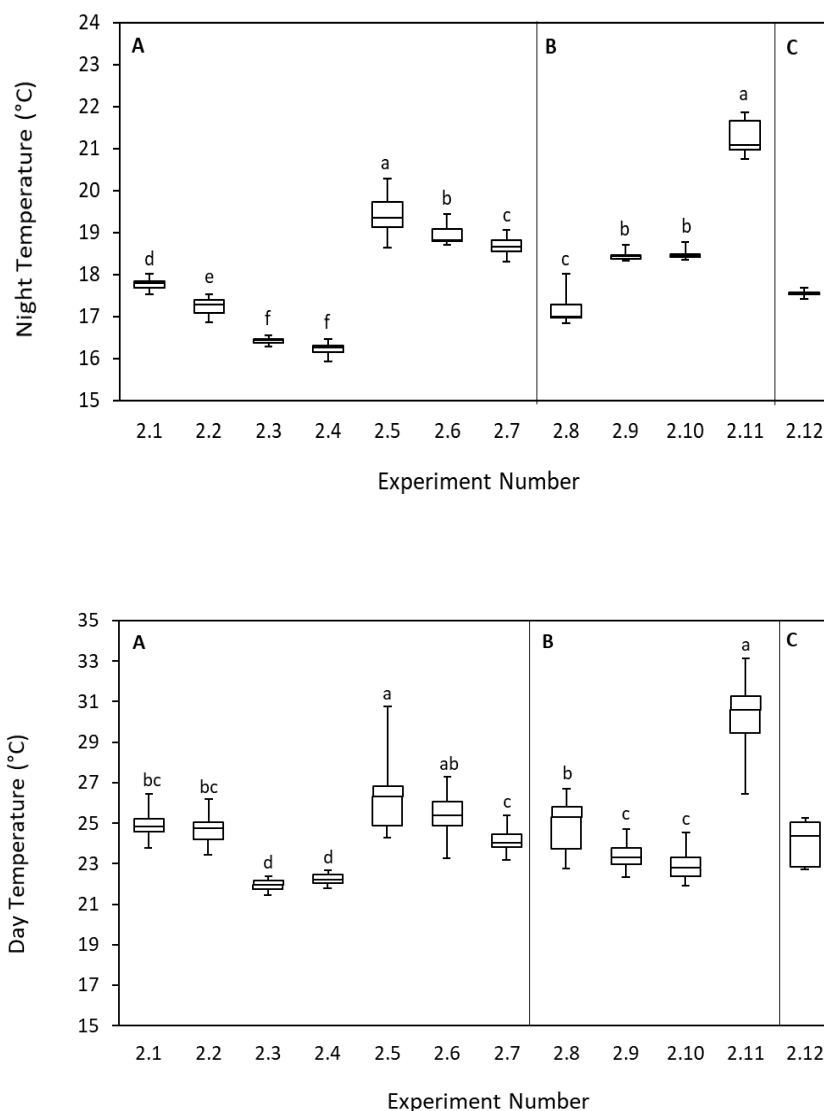 Night Temperature (°C)
24
23
22
21
20
19
18
17
16
15
A
B
C
d
e
f
f
a
b
c
c
b
b
a
2.1 2.2 2.3 2.4 2.5 2.6 2.7 2.8 2.9 2.10 2.11 2.12
Experiment Number
Day Temperature (°C)
35
33
31
29
27
25
23
21
19
17
15
A
B
C
bc
bc
d
d
a
ab
c
b
c
c
a
2.1 2.2 2.3 2.4 2.5 2.6 2.7 2.8 2.9 2.10 2.11 2.12
Experiment Number